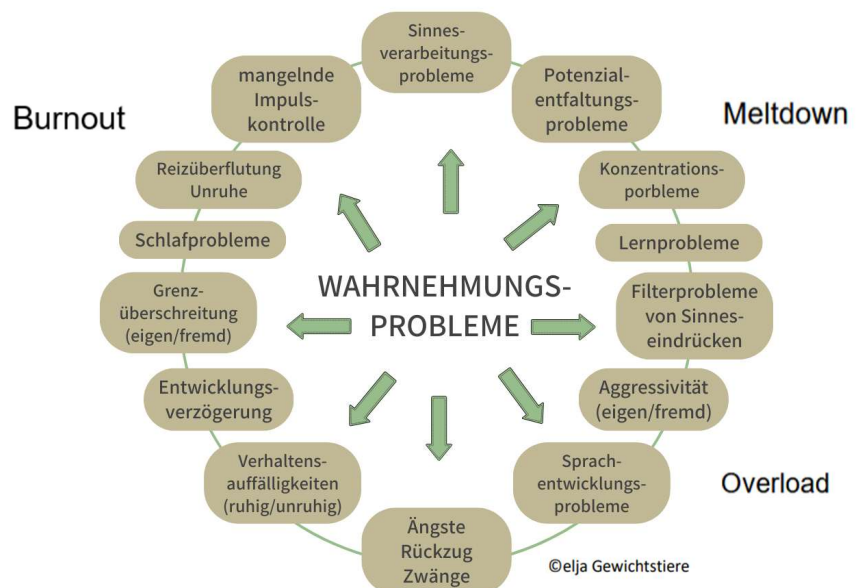 Sinnes-
verarbeitungs-
probleme
mangelnde
Impuls-
kontrolle
Potenzial-
entfaltungs-
probleme
Burnout
Meltdown
Reizüberflutung
Unruhe
Konzentrations-
porbleme
Schlafprobleme
Lernprobleme
WAHRNEHMUNGS-
PROBLEME
Grenz-
überschreitung
(eigen/fremd)
Filterprobleme
von Sinnes-
eindrücken
Entwicklungs-
verzögerung
Aggressivität
(eigen/fremd)
Verhaltens-
auffälligkeiten
(ruhig/unruhig)
Sprach-
entwicklungs-
probleme
Overload
Ängste
Rückzug
Zwänge
©elja Gewichtstiere